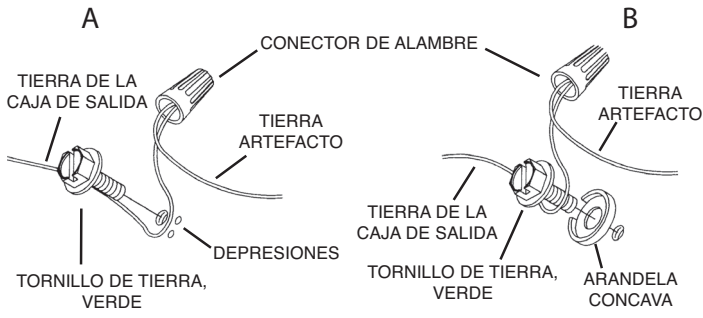 A
B
CONECTOR DE ALAMBRE
TIERRA DE LA
CAJA DE SALIDA
TIERRA
ARTEFACTO
DEPRESIONES
TORNILLO DE TIERRA,
VERDE
TIERRA
ARTEFACTO
TIERRA DE LA
CAJA DE SALIDA
TORNILLO DE TIERRA,
VERDE
ARANDELA
CONCAVA